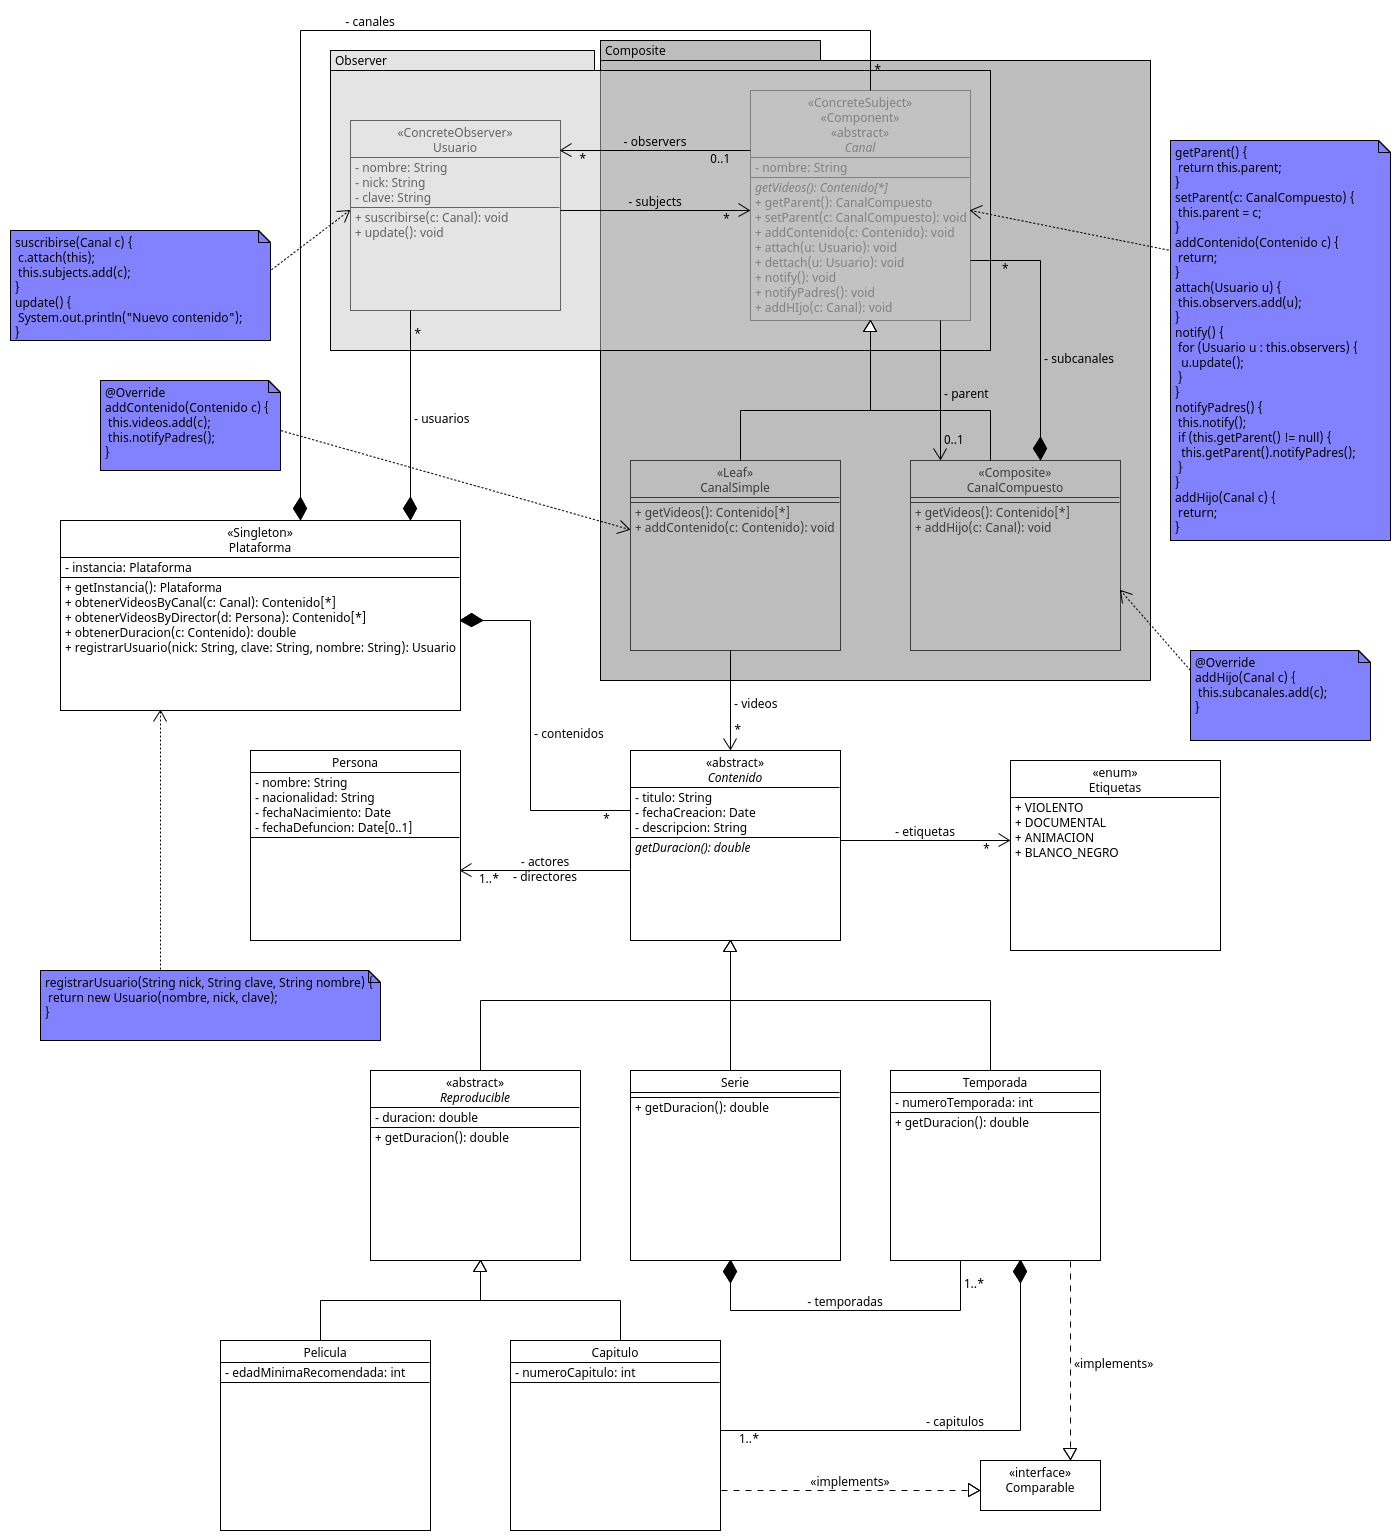 - canales
Composite
Observer
*
«ConcreteSubject»
«Component»
«abstract»
Canal
- nombre: String
getVideos(): Contenido[*]
+ getParent(): CanalCompuesto
+ setParent(c: CanalCompuesto): void
+ addContenido(c: Contenido): void
+ attach(u: Usuario): void
+ dettach(u: Usuario): void
+ notify(): void
+ notifyPadres(): void
+ addHIjo(c: Canal): void
«ConcreteObserver»
Usuario
- nombre: String
- nick: String
- clave: String
+ suscribirse(c: Canal): void
+ update(): void
- observers
*
0..1
- subjects
*
getParent() {
return this.parent;
}
setParent(c: CanalCompuesto) {
this.parent = c;
}
addContenido(Contenido c) {
return;
}
attach(Usuario u) {
this.observers.add(u);
}
notify() {
for (Usuario u : this.observers) {
u.update();
}
}
notifyPadres() {
this.notify();
if (this.getParent() != null) {
this.getParent().notifyPadres();
}
}
addHijo(Canal c) {
return;
}
suscribirse(Canal c) {
c.attach(this);
this.subjects.add(c);
}
update() {
System.out.println("Nuevo contenido");
}
*
*
- subcanales
- parent
0..1
@Override
addContenido(Contenido c) {
this.videos.add(c);
this.notifyPadres();
}
- usuarios
«Leaf»
CanalSimple
+ getVideos(): Contenido[*]
+ addContenido(c: Contenido): void
«Composite»
CanalCompuesto
+ getVideos(): Contenido[*]
+ addHijo(c: Canal): void
«Singleton»
Plataforma
- instancia: Plataforma
+ getInstancia(): Plataforma
+ obtenerVideosByCanal(c: Canal): Contenido[*]
+ obtenerVideosByDirector(d: Persona): Contenido[*]
+ obtenerDuracion(c: Contenido): double
+ registrarUsuario(nick: String, clave: String, nombre: String): Usuario
@Override
addHijo(Canal c) {
this.subcanales.add(c);
}
- videos
*
- contenidos
*
Persona
- nombre: String
- nacionalidad: String
- fechaNacimiento: Date
- fechaDefuncion: Date[0..1]
«abstract»
Contenido
- titulo: String
- fechaCreacion: Date
- descripcion: String
getDuracion(): double
«enum»
Etiquetas
+ VIOLENTO
+ DOCUMENTAL
+ ANIMACION
+ BLANCO_NEGRO
- etiquetas
*
- actores
1..*
- directores
registrarUsuario(String nick, String clave, String nombre) {
return new Usuario(nombre, nick, clave);
}
«abstract»
Reproducible
- duracion: double
+ getDuracion(): double
Serie
+ getDuracion(): double
Temporada
- numeroTemporada: int
+ getDuracion(): double
1..*
- temporadas
Pelicula
- edadMinimaRecomendada: int
Capitulo
- numeroCapitulo: int
«implements»
- capitulos
1..*
«implements»
«interface»
Comparable